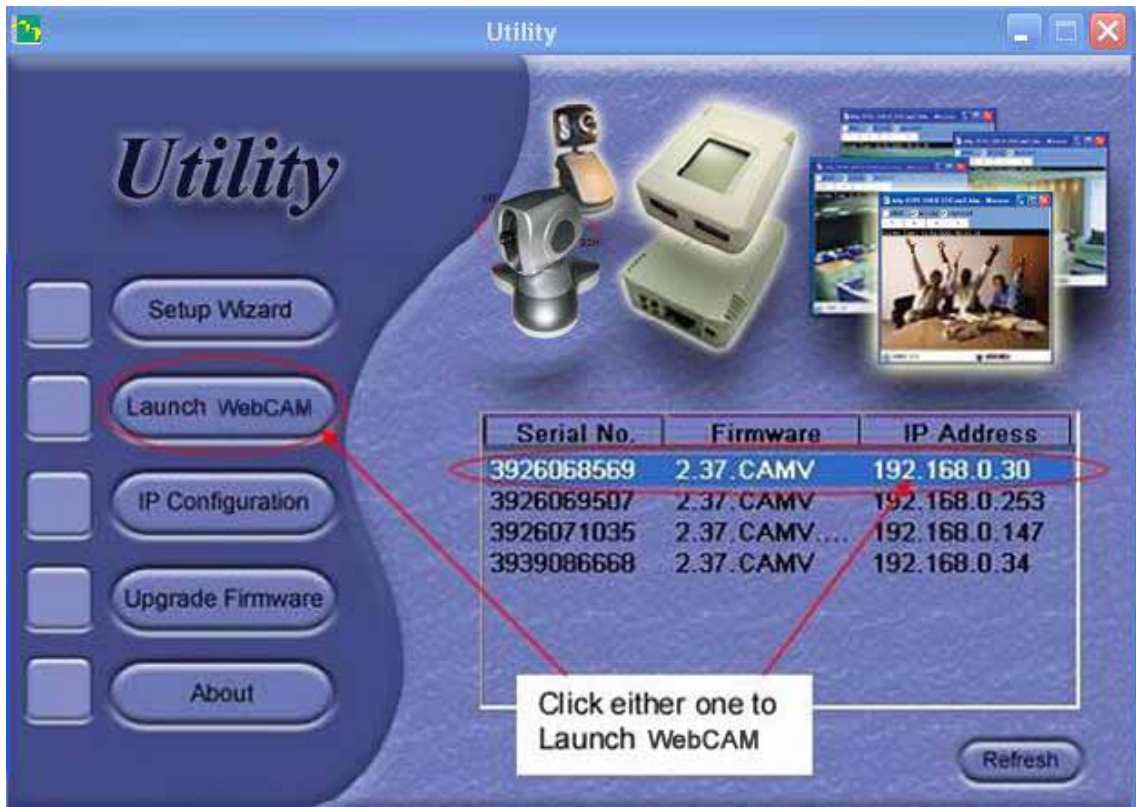 Utility
Utility
Setup Wizard
Launch WebCAM
IP Configuration
Upgrade Firmware
About
Serial No. Firmware IP Address
3926068569 2.37.CAMV 192.168.0.30
3926069507 2.37.CAMV 192.168.0.253
3926071035 2.37.CAMV.... 192.168.0.147
3939086668 2.37.CAMV 192.168.0.34
Click either one to
Launch WebCAM
Refresh